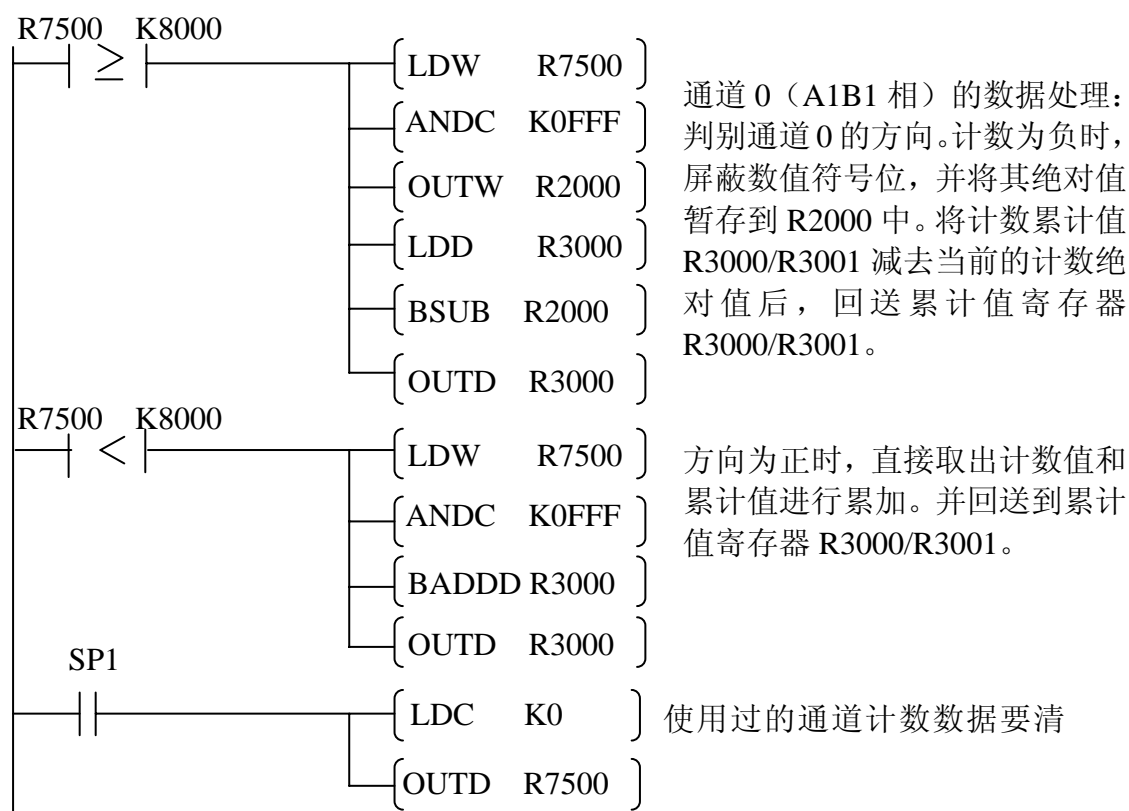 R7500 K8000
≥
LDW R7500
ANDC K0FFF
OUTW R2000
LDD R3000
BSUB R2000
OUTD R3000
通道 0（A1B1 相）的数据处理：
判别通道 0 的方向。计数为负时，
屏蔽数值符号位，并将其绝对值
暂存到 R2000 中。将计数累计值
R3000/R3001 减去当前的计数绝
对值后，回送累计值寄存器
R3000/R3001。
R7500 K8000
<
LDW R7500
ANDC K0FFF
BADDD R3000
OUTD R3000
方向为正时，直接取出计数值和
累计值进行累加。并回送到累计
值寄存器 R3000/R3001。
SP1
LDC K0
OUTD R7500
使用过的通道计数数据要清